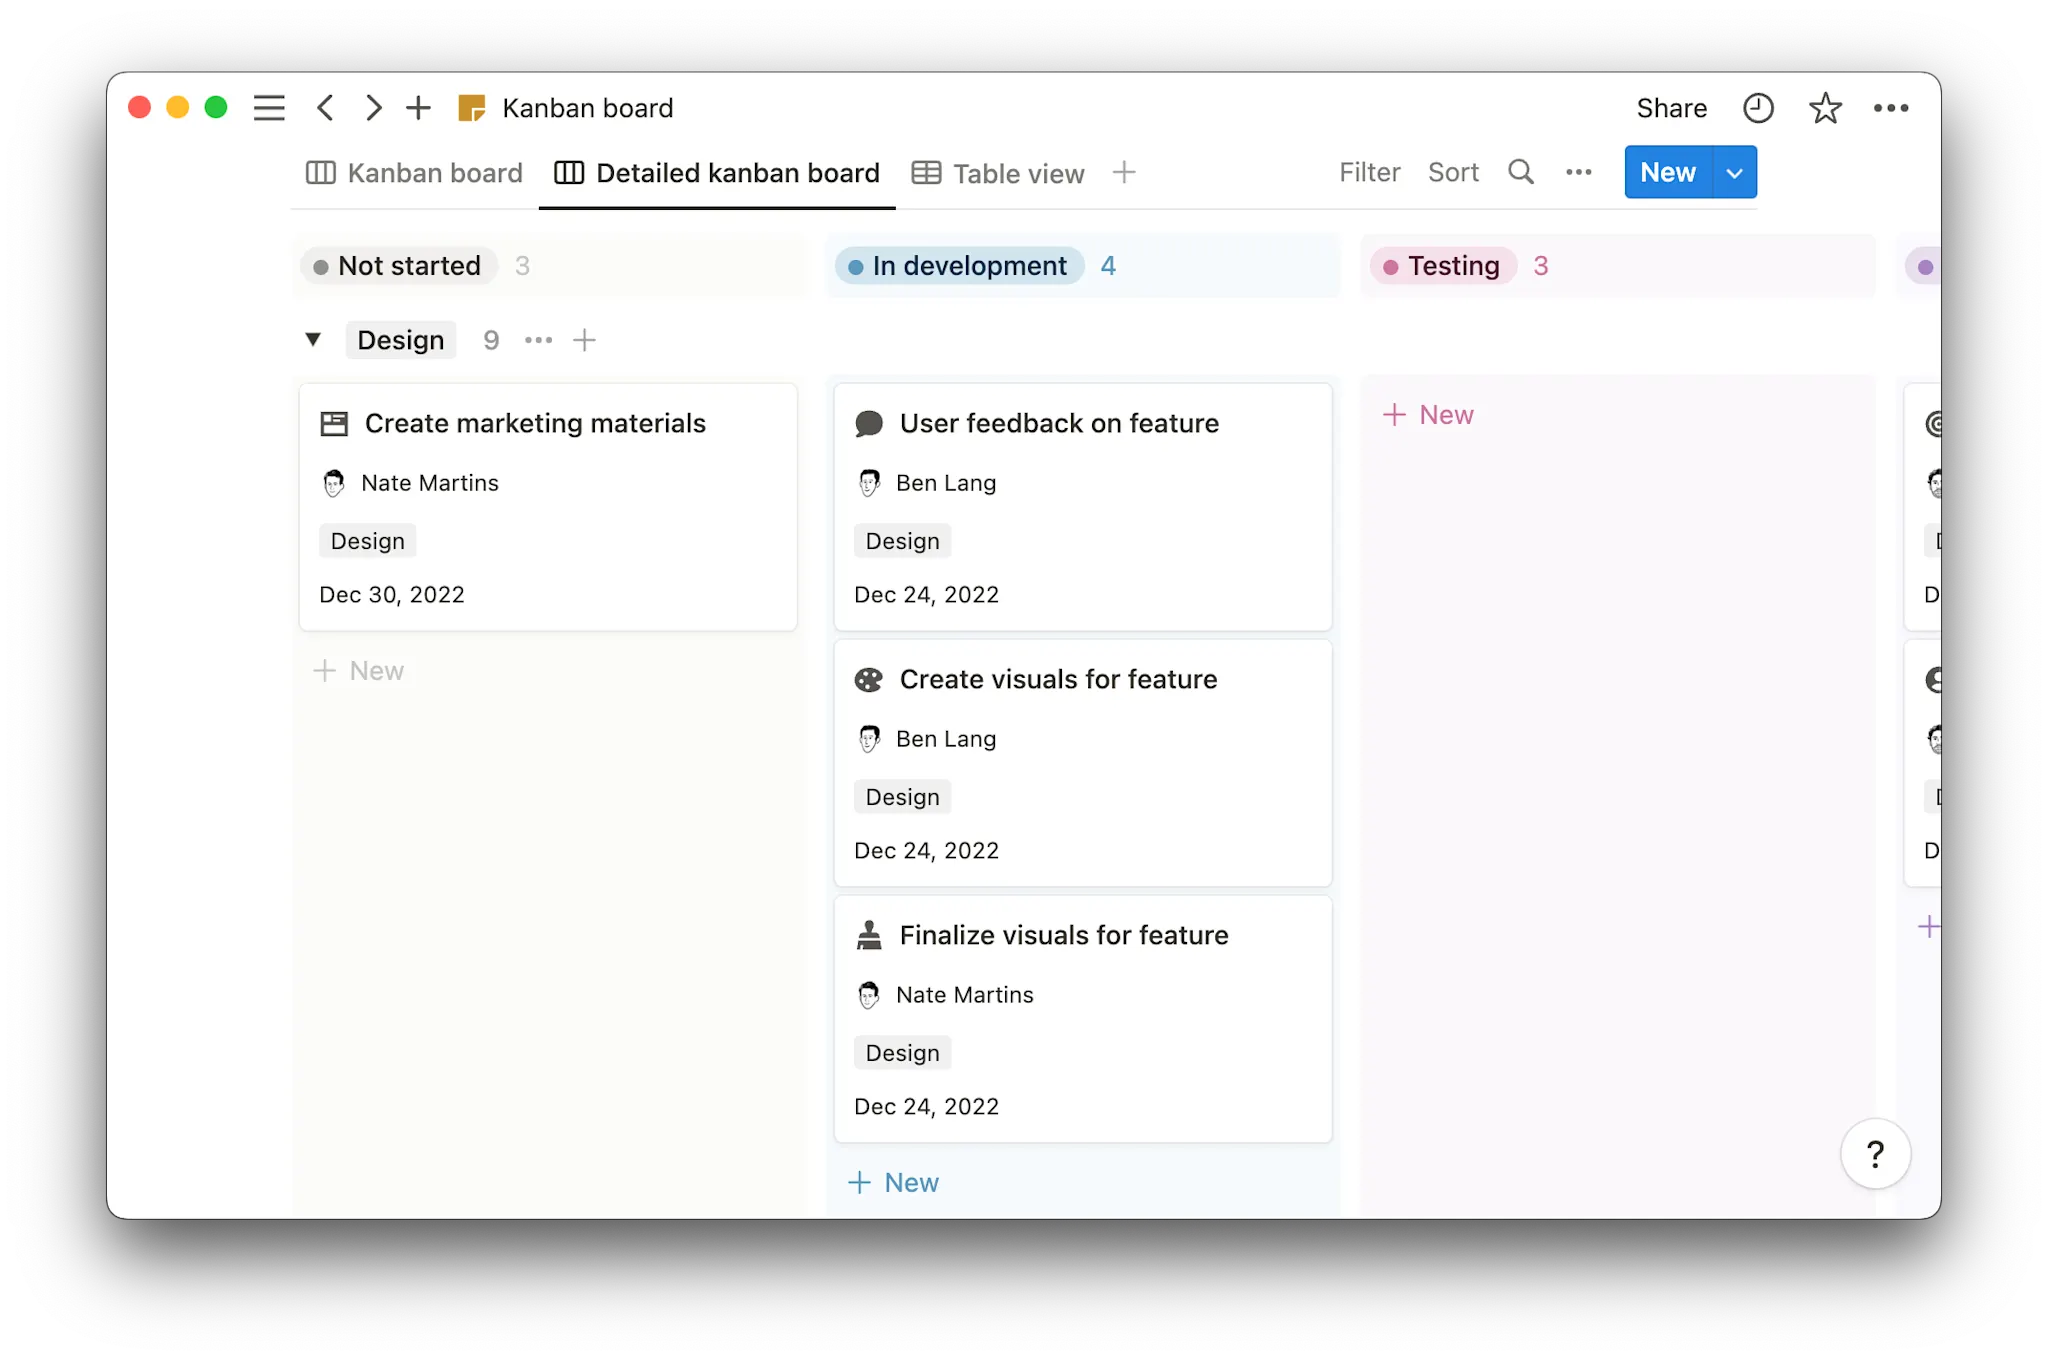 Kanban board
Share
Kanban board
Detailed kanban board
Table view
Filter
Sort
New
Not started 3
In development 4
Testing 3
Design 9
Create marketing materials
Nate Martins
Design
Dec 30, 2022
+ New
User feedback on feature
Ben Lang
Design
Dec 24, 2022
Create visuals for feature
Ben Lang
Design
Dec 24, 2022
Finalize visuals for feature
Nate Martins
Design
Dec 24, 2022
+ New
+ New
?